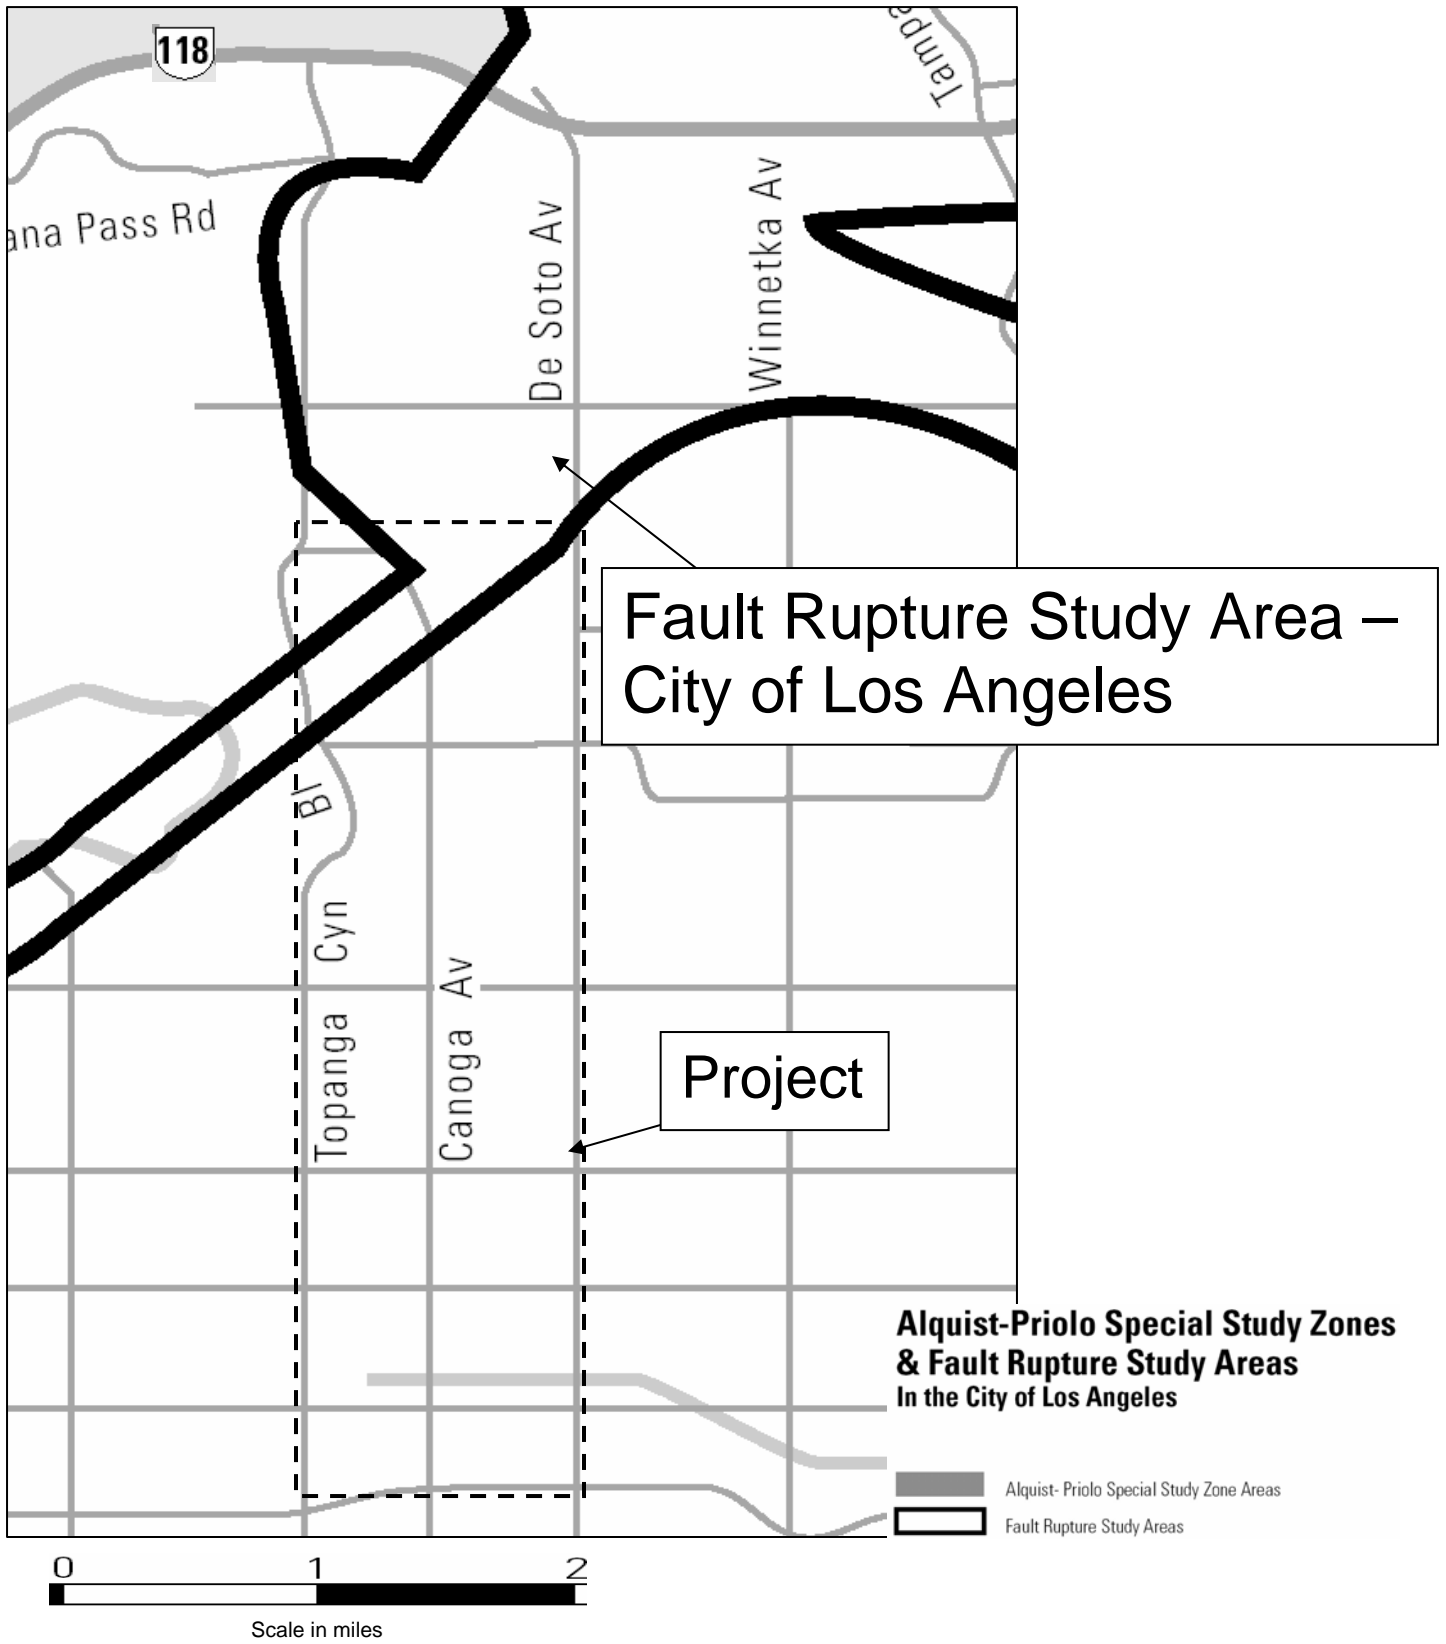 118
Tampa
ana Pass Rd
De Soto Av
Winnetka Av
Fault Rupture Study Area –
City of Los Angeles
Topanga Cyn Bl
Canoga Av
Project
Alquist-Priolo Special Study Zones
& Fault Rupture Study Areas
In the City of Los Angeles
Alquist- Priolo Special Study Zone Areas
Fault Rupture Study Areas
0 1 2
Scale in miles